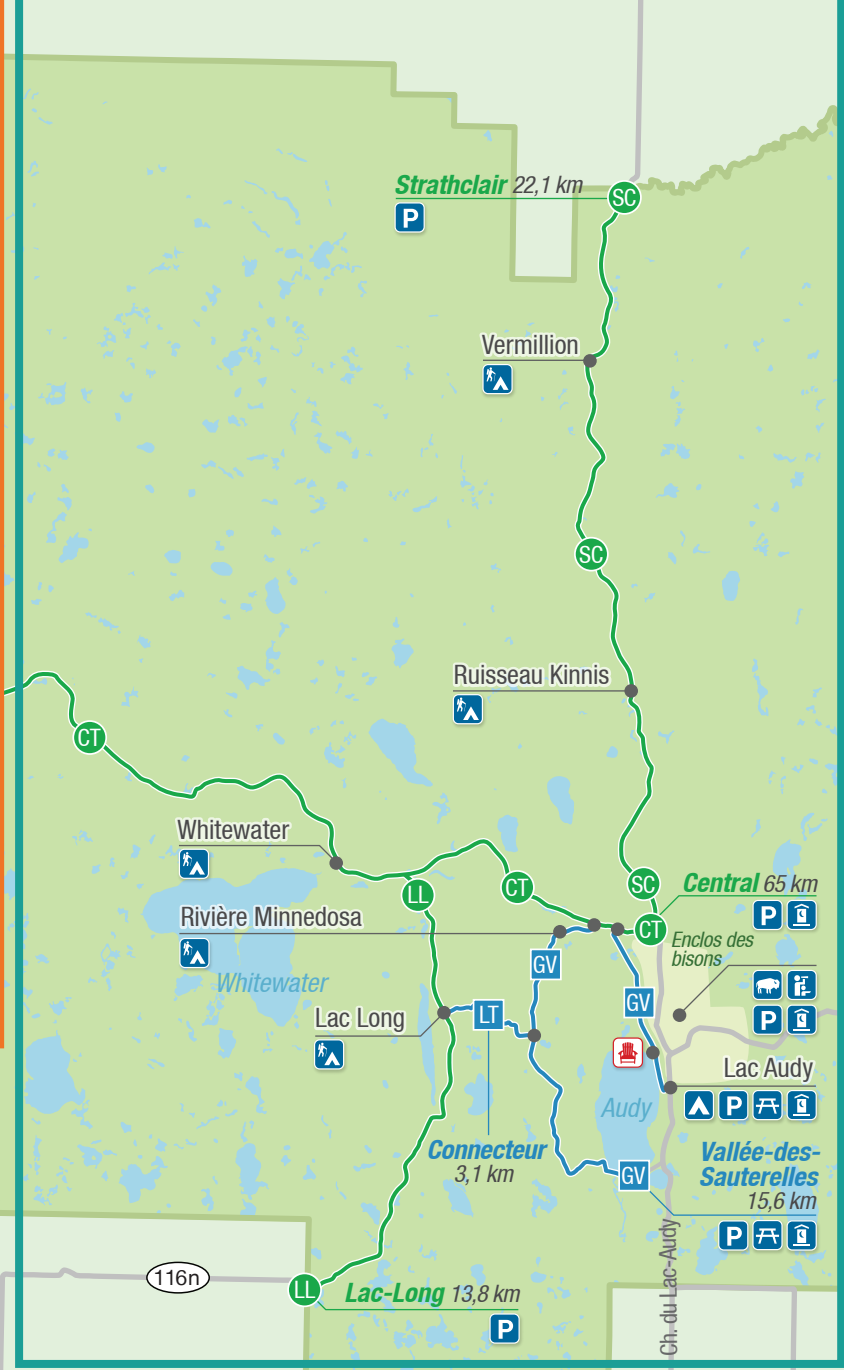 Strathclair 22,1 km
SC
P
Vermillion
SC
Ruisseau Kinnis
CT
Whitewater
SC
Central 65 km
LL
CT
P
Rivière Minnedosa
CT
Enclos des
bisons
GV
Whitewater
GV
P
Lac Long
LT
Lac Audy
P
Audy
Connecteur
3,1 km
Vallée-des-
Sauterelles
15,6 km
GV
P
Ch. du Lac-Audy
116n
LL
Lac-Long 13,8 km
P